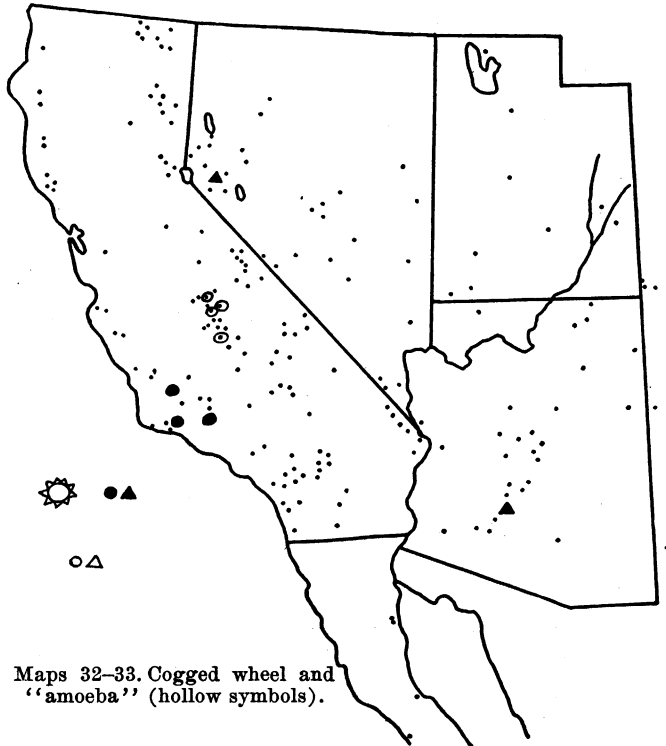 Maps 32–33. Cogged wheel and
“amoeba” (hollow symbols).